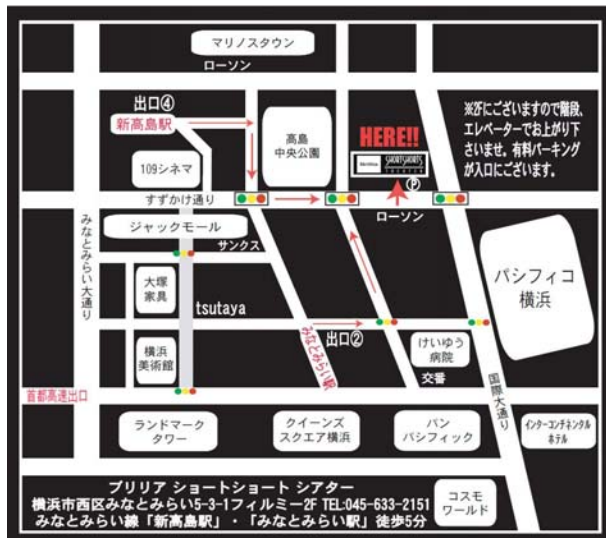 マリノスタウン
ローソン
出口④
新高島駅
高島
中央公園
HERE!!
SHORTSHORTS
THEATER
※2Fにございますので階段、
エレベーターでお上がり下
さいませ。有料パーキング
が入口にございます。
109シネマ
すずかけ通り
Ⓟ
ローソン
ジャックモール
サンクス
みなとみらい大通り
大塚
家具
tsutaya
パシフィコ
横浜
出口②
みなとみらい駅
横浜
美術館
けいゆう
病院
交番
国際大通り
首都高速出口
ランドマーク
タワー
クイーンズ
スクエア横浜
パン
パシフィック
インターコンチネンタル
ホテル
ブリリア ショートショート シアター
横浜市西区みなとみらい5-3-1フィルミー2F TEL:045-633-2151
みなとみらい線「新高島駅」・「みなとみらい駅」徒歩5分
コスモ
ワールド